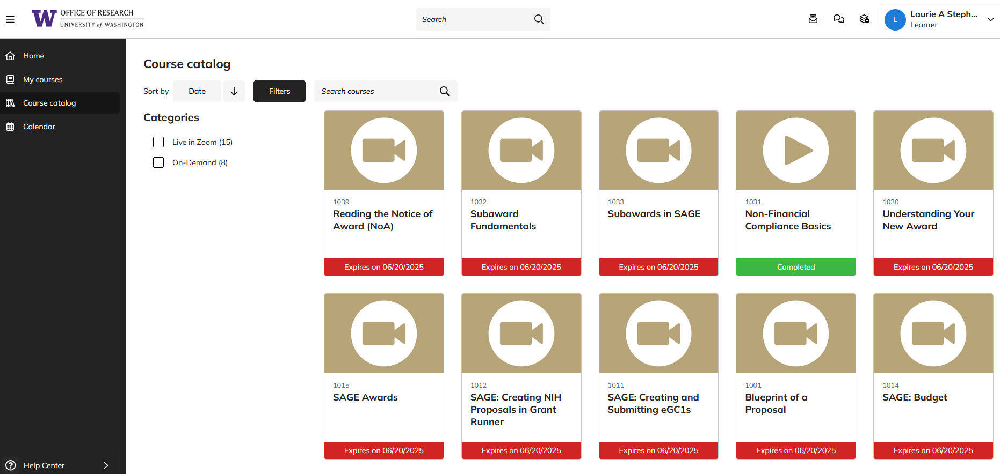 OFFICE OF RESEARCH
UNIVERSITY of WASHINGTON
Search
L
Laurie A Steph...
Learner
Home
My courses
Course catalog
Calendar
Help Center
Course catalog
Sort by
Date
Filters
Search courses
Categories
Live in Zoom (15)
On-Demand (8)
1039
Reading the Notice of
Award (NoA)
Expires on 06/20/2025
1032
Subaward
Fundamentals
Expires on 06/20/2025
1033
Subawards in SAGE
Expires on 06/20/2025
1031
Non-Financial
Compliance Basics
Completed
1030
Understanding Your
New Award
Expires on 06/20/2025
1015
SAGE Awards
Expires on 06/20/2025
1012
SAGE: Creating NIH
Proposals in Grant
Runner
Expires on 06/20/2025
1011
SAGE: Creating and
Submitting eGC1s
Expires on 06/20/2025
1001
Blueprint of a
Proposal
Expires on 06/20/2025
1014
SAGE: Budget
Expires on 06/20/2025